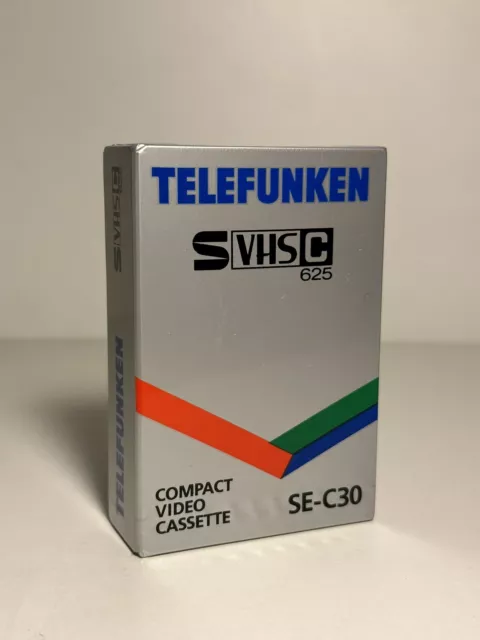 TELEFUNKEN
S VHS C
625
COMPACT
VIDEO
CASSETTE
SE-C30
S VHS C
TELEFUNKEN